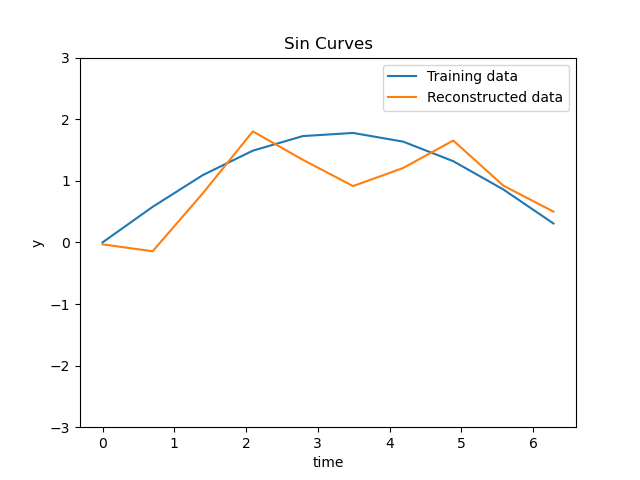 Sin Curves
Training data
Reconstructed data
3
2
1
0
−1
−2
−3
y
0 1 2 3 4 5 6
time